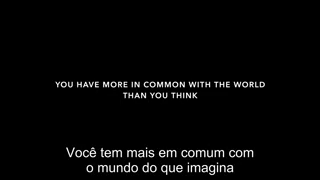 YOU HAVE MORE IN COMMON WITH THE WORLD
THAN YOU THINK
Você tem mais em comum com
o mundo do que imagina